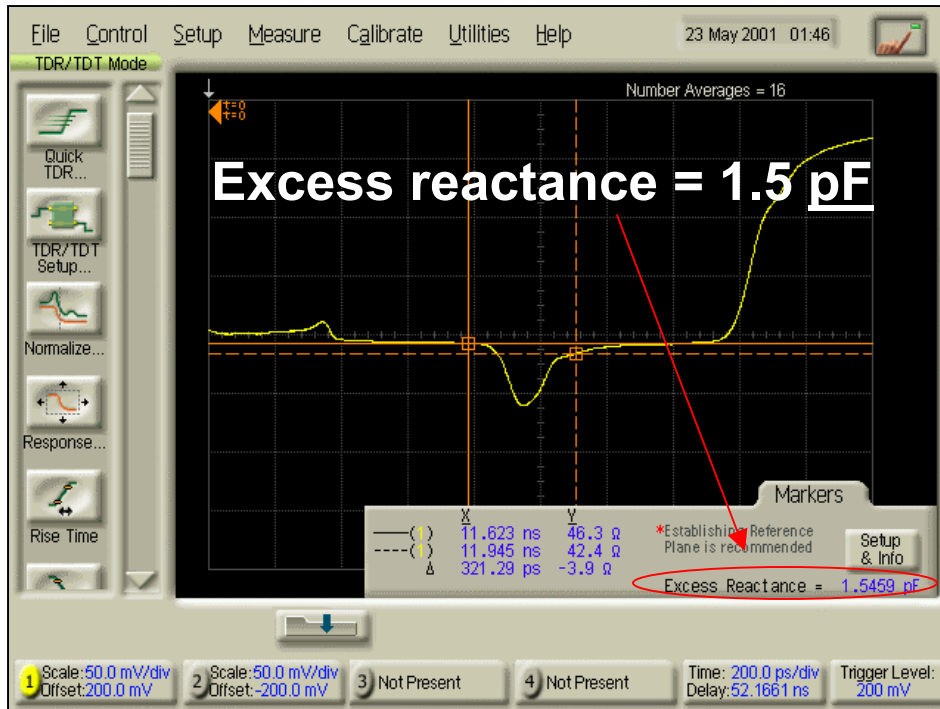 File Control Setup Measure Calibrate Utilities Help 23 May 2001 01:46
TDR/TDT Mode
Number Averages = 16
t=0
t=0
Quick
TDR...
Excess reactance = 1.5 pF
TDR/TDT
Setup...
Normalize...
Response...
Rise Time
Markers
X Y
——(1) 11.623 ns 46.3 Ω
----(1) 11.945 ns 42.4 Ω
Δ 321.29 ps -3.9 Ω
*Establishing Reference
Plane is recommended
Setup
& Info
Excess Reactance = 1.5459 pF
1 Scale:50.0 mV/div
Offset:200.0 mV
2 Scale:50.0 mV/div
Offset:-200.0 mV
3 Not Present
4 Not Present
Time: 200.0 ps/div
Delay:52.1661 ns
Trigger Level:
200 mV